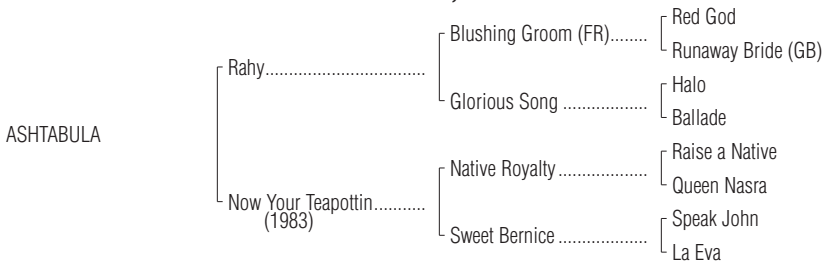 Red God
Blushing Groom (FR)........
Runaway Bride (GB)
Rahy................................
Halo
Glorious Song ..................
Ballade
ASHTABULA
Raise a Native
Native Royalty ...................
Queen Nasra
Now Your Teapottin...........
(1983)
Speak John
Sweet Bernice ...................
La Eva